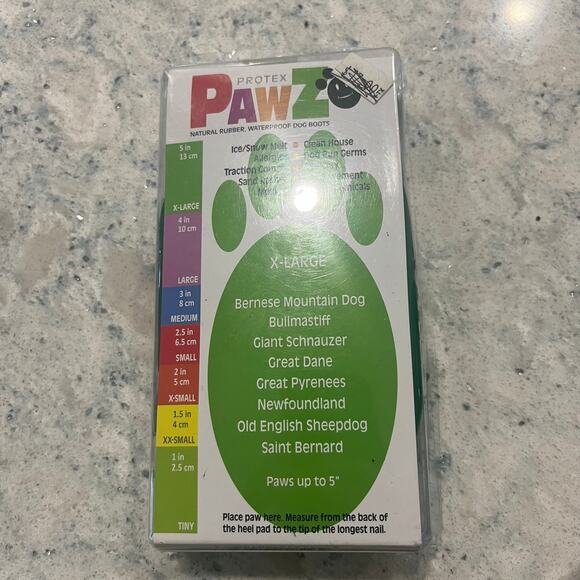 PROTEX
PAWZ
NATURAL RUBBER, WATERPROOF DOG BOOTS
Ice/Snow Melt Clean House
Allergies Dog Run Germs
Traction
Sand
5 in
13 cm
X-LARGE
4 in
10 cm
LARGE
3 in
8 cm
MEDIUM
2.5 in
6.5 cm
SMALL
2 in
5 cm
X-SMALL
1.5 in
4 cm
XX-SMALL
1 in
2.5 cm
TINY
X-LARGE
Bernese Mountain Dog
Bullmastiff
Giant Schnauzer
Great Dane
Great Pyrenees
Newfoundland
Old English Sheepdog
Saint Bernard
Paws up to 5"
Place paw here. Measure from the back of
the heel pad to the tip of the longest nail.